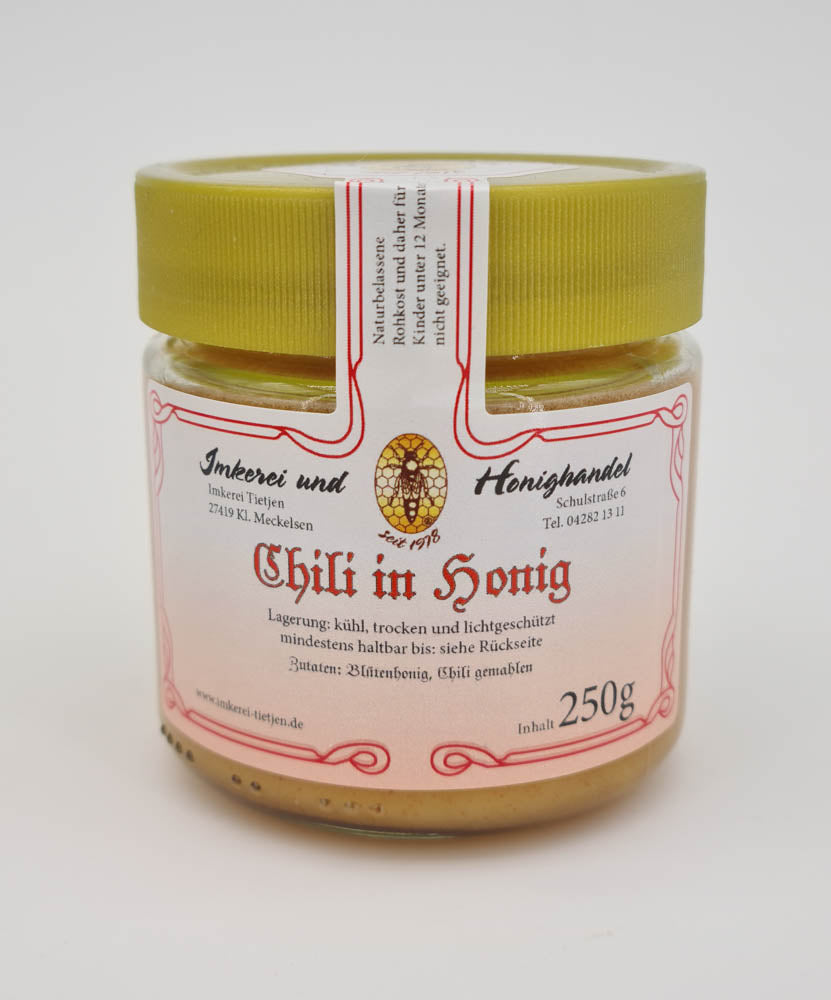 Naturbelassene
Rohkost und daher für
Kinder unter 12
nicht geeignet.
Imkerei und
Honighandel
Imkerei Tietjen
27419 Kl. Meckelsen
Schulstraße 6
Tel. 04282 13 11
seit 1978
Chili in Honig
Lagerung: kühl, trocken und lichtgeschützt
mindestens haltbar bis: siehe Rückseite
Zutaten: Blütenhonig, Chili gemahlen
www.imkerei-tietjen.de
Inhalt 250g